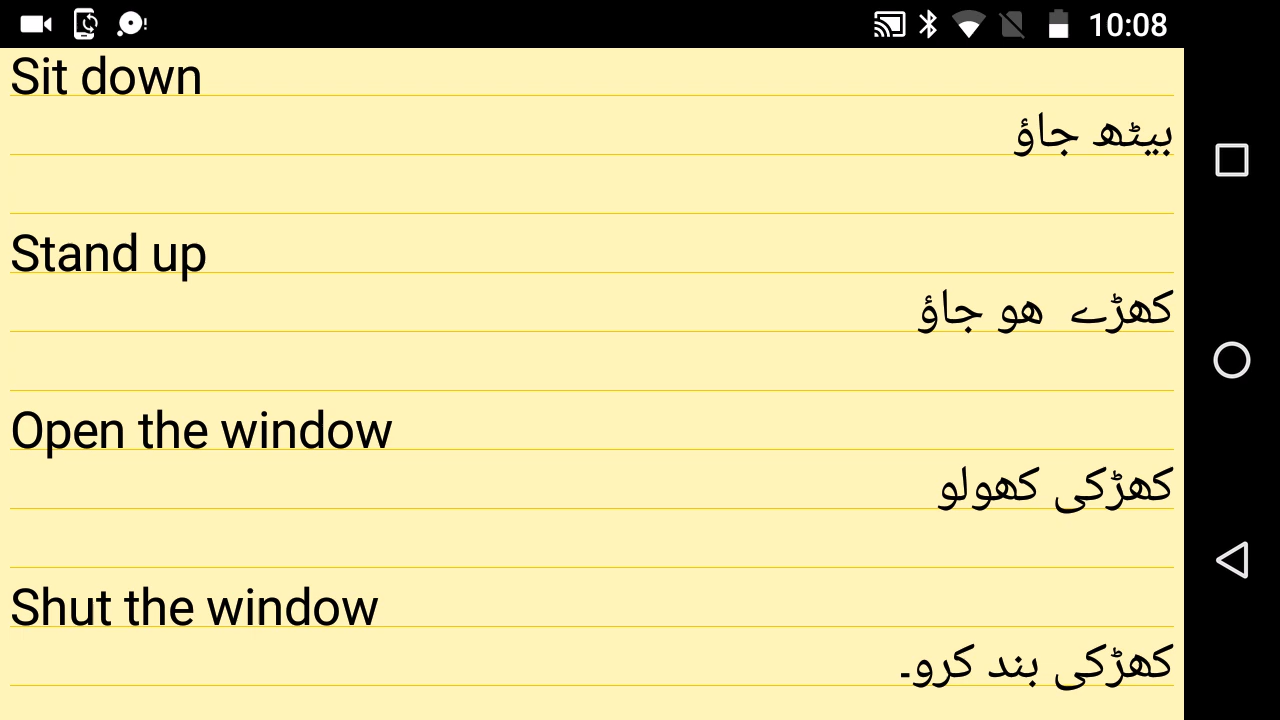 10:08
Sit down
بیٹھ جاؤ
Stand up
کھڑے  ھو جاؤ
Open the window
کھڑکی کھولو
Shut the window
کھڑکی بند کرو۔